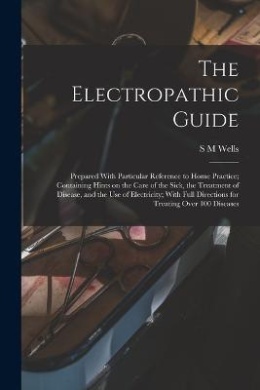 The
Electropathic
Guide
S M Wells
Prepared With Particular Reference to Home Practice; 
Containing Hints on the Care of the Sick, the Treatment of
Disease, and the Use of Electricity; With Full Directions for
Treating Over 100 Diseases